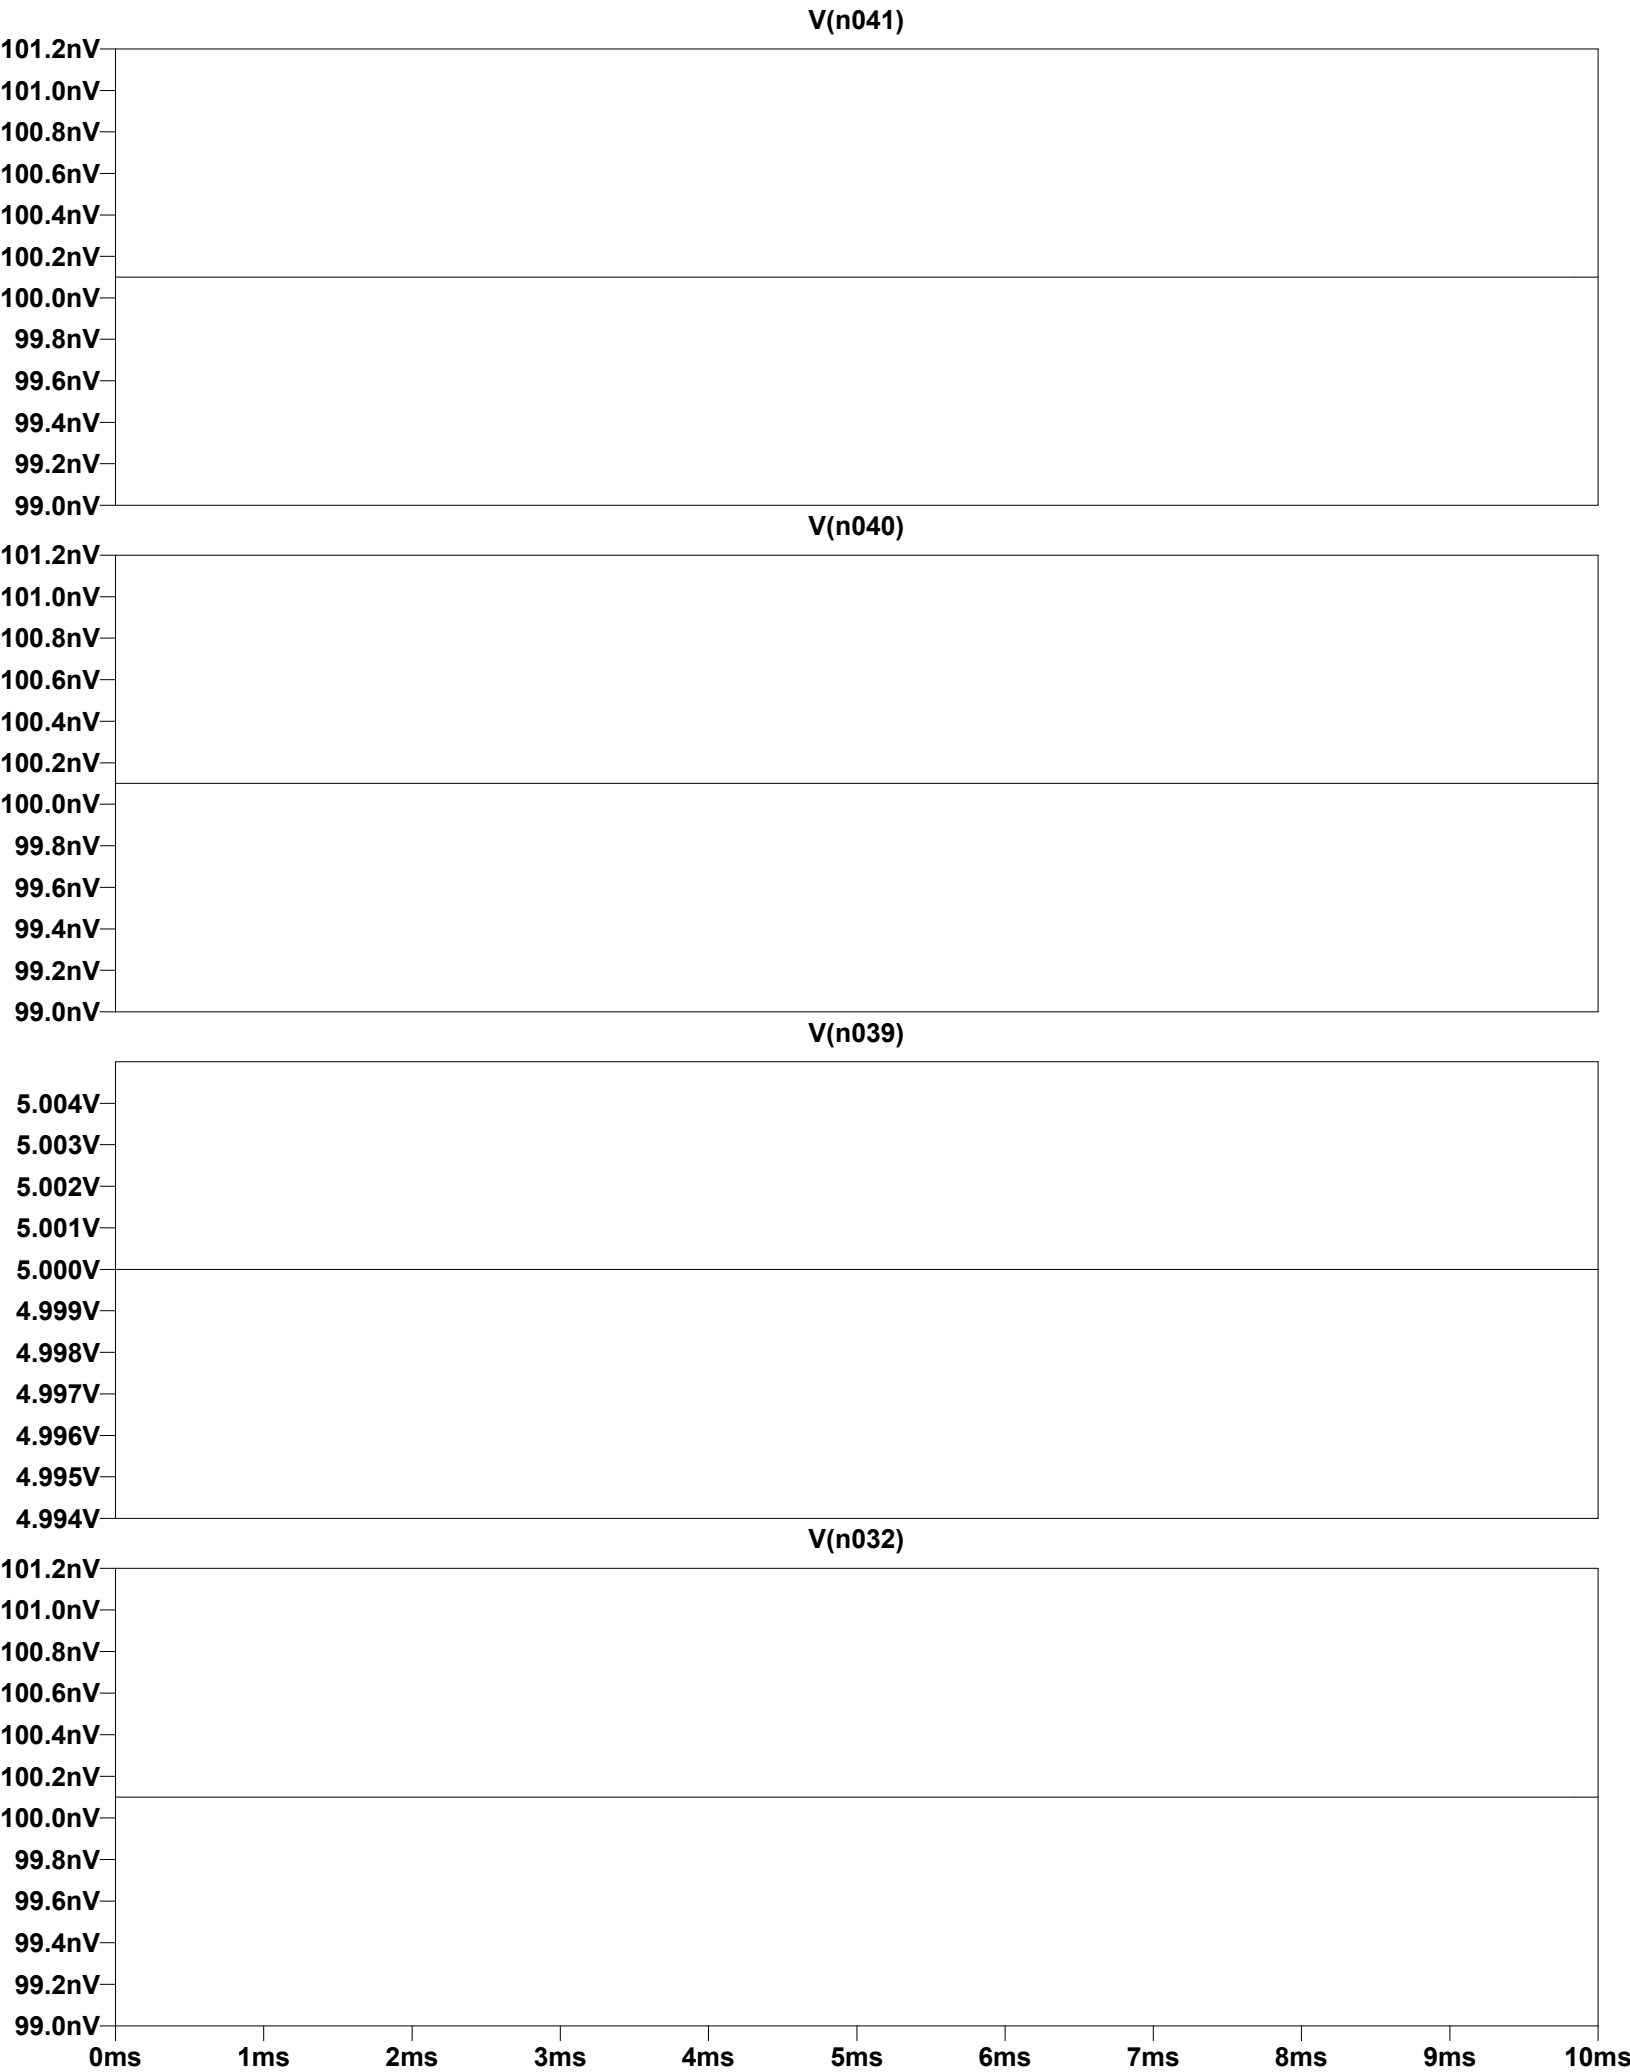 V(n041)
101.2nV
101.0nV
100.8nV
100.6nV
100.4nV
100.2nV
100.0nV
99.8nV
99.6nV
99.4nV
99.2nV
99.0nV
V(n040)
101.2nV
101.0nV
100.8nV
100.6nV
100.4nV
100.2nV
100.0nV
99.8nV
99.6nV
99.4nV
99.2nV
99.0nV
V(n039)
5.004V
5.003V
5.002V
5.001V
5.000V
4.999V
4.998V
4.997V
4.996V
4.995V
4.994V
V(n032)
101.2nV
101.0nV
100.8nV
100.6nV
100.4nV
100.2nV
100.0nV
99.8nV
99.6nV
99.4nV
99.2nV
99.0nV
0ms 1ms 2ms 3ms 4ms 5ms 6ms 7ms 8ms 9ms 10ms